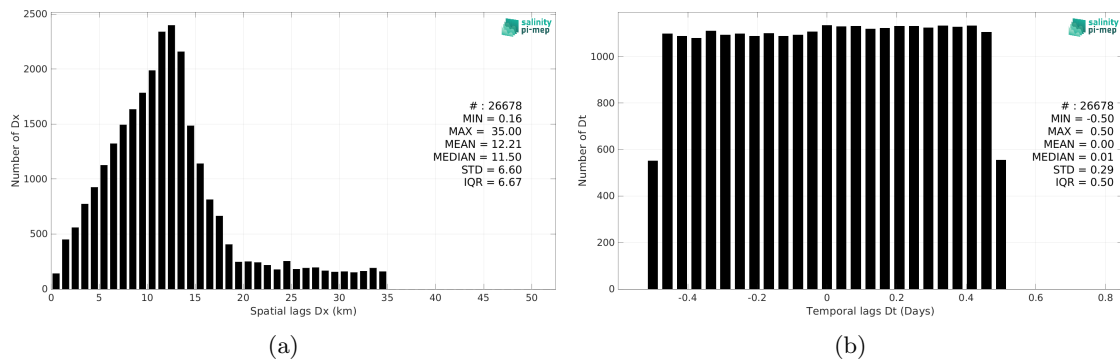 2500
2000
1500
1000
500
0
Number of Dx
salinity
pi-mep
# : 26678
MIN = 0.16
MAX = 35.00
MEAN = 12.21
MEDIAN = 11.50
STD = 6.60
IQR = 6.67
0 5 10 15 20 25 30 35 40 45 50
Spatial lags Dx (km)
(a)
1000
800
600
400
200
0
Number of Dt
salinity
pi-mep
# : 26678
MIN = -0.50
MAX = 0.50
MEAN = 0.00
MEDIAN = 0.01
STD = 0.29
IQR = 0.50
-0.4 -0.2 0 0.2 0.4 0.6 0.8
Temporal lags Dt (Days)
(b)